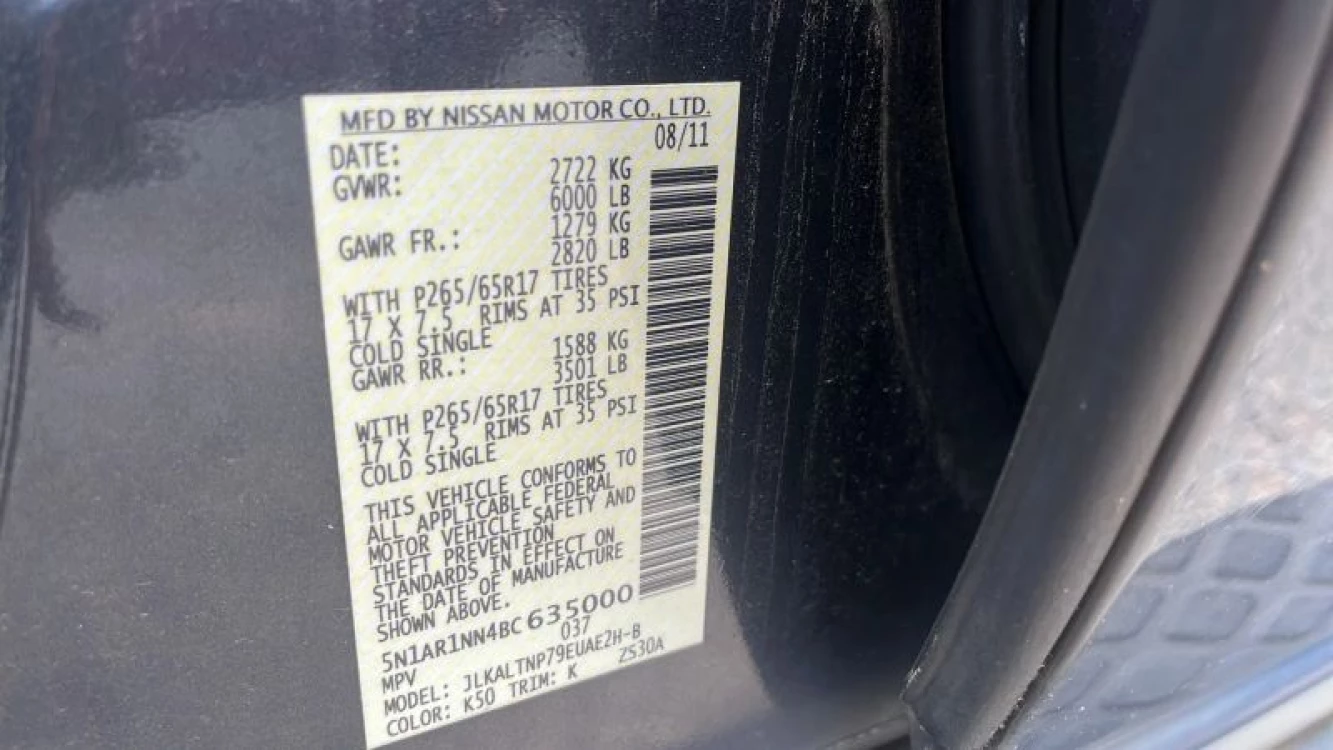 MFD BY NISSAN MOTOR CO., LTD.
DATE: 08/11
GVWR: 2722 KG
6000 LB
GAWR FR.: 1279 KG
2820 LB
WITH P265/65R17 TIRES
17 X 7.5 RIMS AT 35 PSI
COLD SINGLE
GAWR RR.: 1588 KG
3501 LB
WITH P265/65R17 TIRES
17 X 7.5 RIMS AT 35 PSI
COLD SINGLE
THIS VEHICLE CONFORMS TO
ALL APPLICABLE FEDERAL
MOTOR VEHICLE SAFETY AND
THEFT PREVENTION
STANDARDS IN EFFECT ON
THE DATE OF MANUFACTURE
SHOWN ABOVE.
5N1AR1NN4BC635000
MPV 037
MODEL: JLKALTNP79EUAE2H-B
COLOR: K50 TRIM: K ZS30A